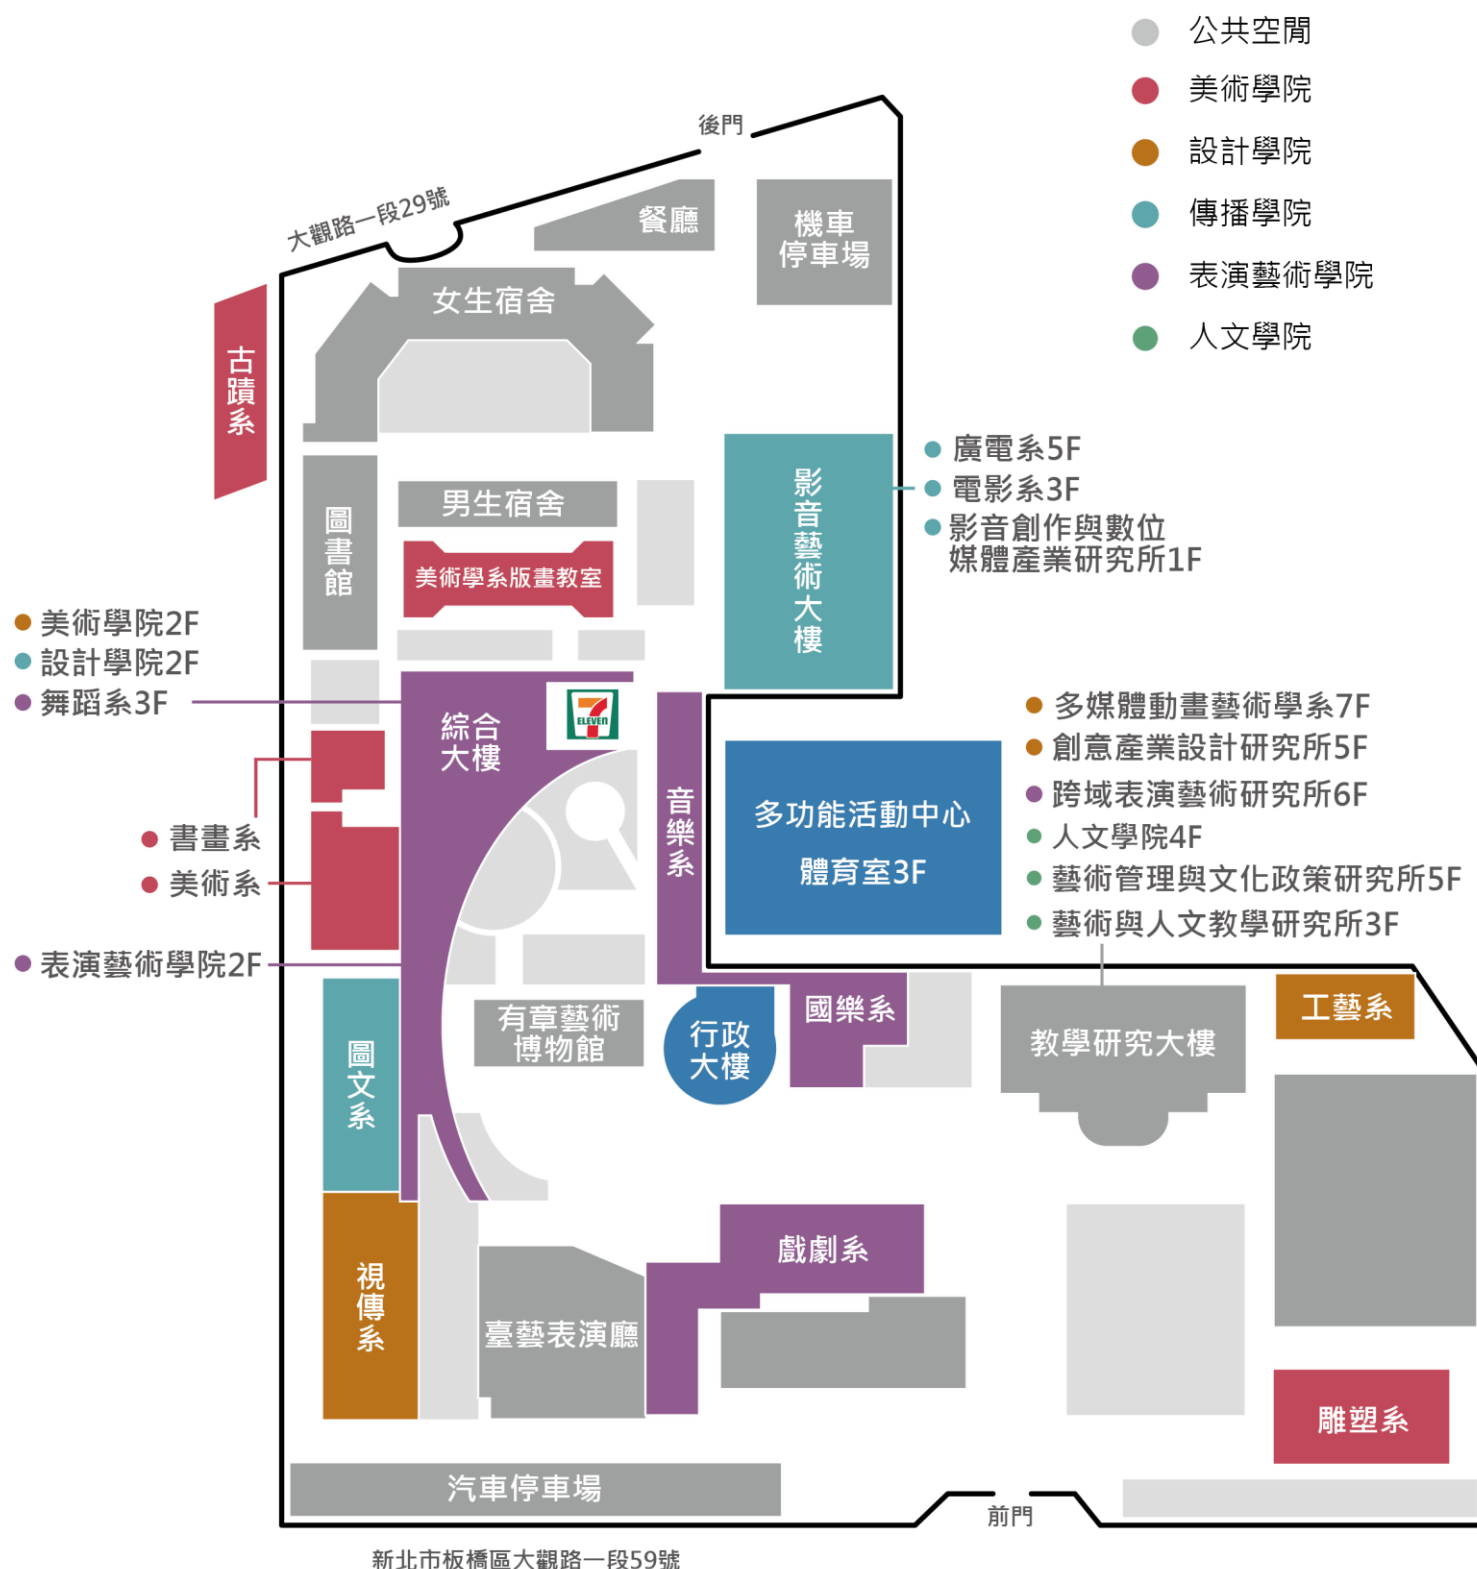 公共空間
美術學院
設計學院
傳播學院
表演藝術學院
人文學院
後門
大觀路一段29號
餐廳
機車
停車場
女生宿舍
古蹟系
圖書館
男生宿舍
美術學系版畫教室
影音藝術大樓
廣電系5F
電影系3F
影音創作與數位
媒體產業研究所1F
美術學院2F
設計學院2F
舞蹈系3F
綜合
大樓
7
ELEVEN
音樂系
書畫系
美術系
表演藝術學院2F
多功能活動中心
體育室3F
多媒體動畫藝術學系7F
創意產業設計研究所5F
跨域表演藝術研究所6F
人文學院4F
藝術管理與文化政策研究所5F
藝術與人文教學研究所3F
圖文系
有章藝術
博物館
行政
大樓
國樂系
教學研究大樓
工藝系
視傳系
臺藝表演廳
戲劇系
雕塑系
汽車停車場
前門
新北市板橋區大觀路一段59號